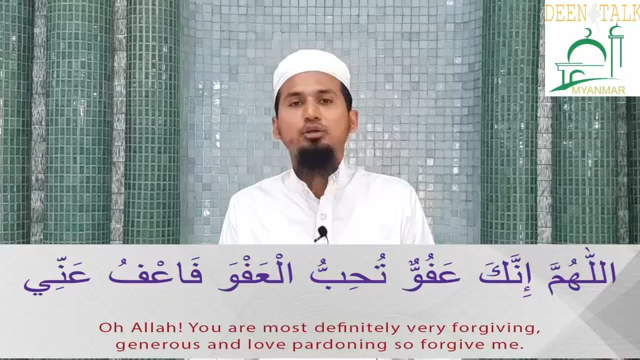 DEEN TALK
MYANMAR
اللّٰهُمَّ إِنَّكَ عَفُوٌّ تُحِبُّ الْعَفْوَ فَاعْفُ عَنِّي
Oh Allah! You are most definitely very forgiving,
generous and love pardoning so forgive me.